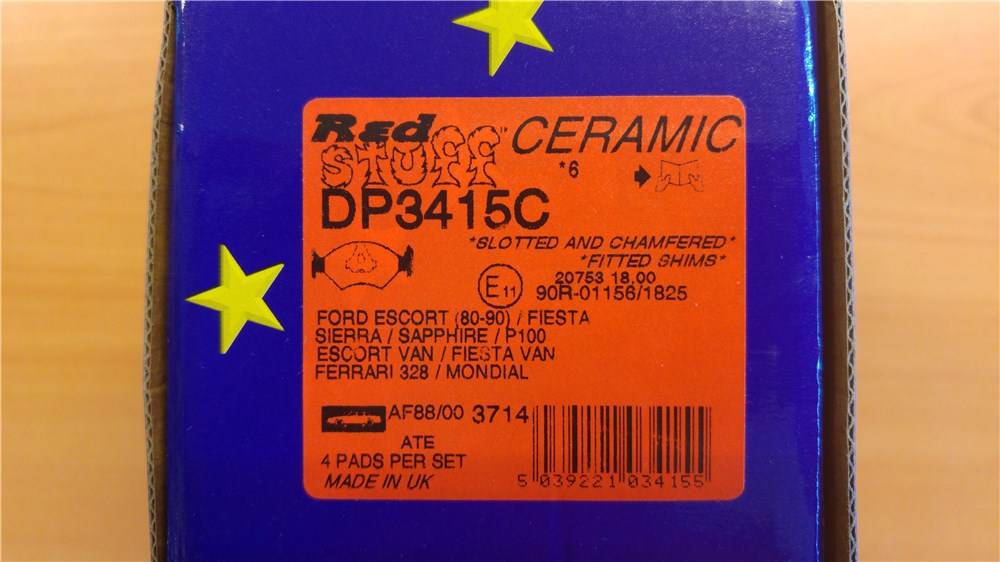 REd
STUFF" CERAMIC
*6
DP3415C
*SLOTTED AND CHAMFERED*
*FITTED SHIMS*
E11
20753 18.00
90R-01156/1825
FORD ESCORT (80-90) / FIESTA
SIERRA / SAPPHIRE / P100
ESCORT VAN / FIESTA VAN
FERRARI 328 / MONDIAL
AF88/00 3714
ATE
4 PADS PER SET
MADE IN UK
5 039221 034155